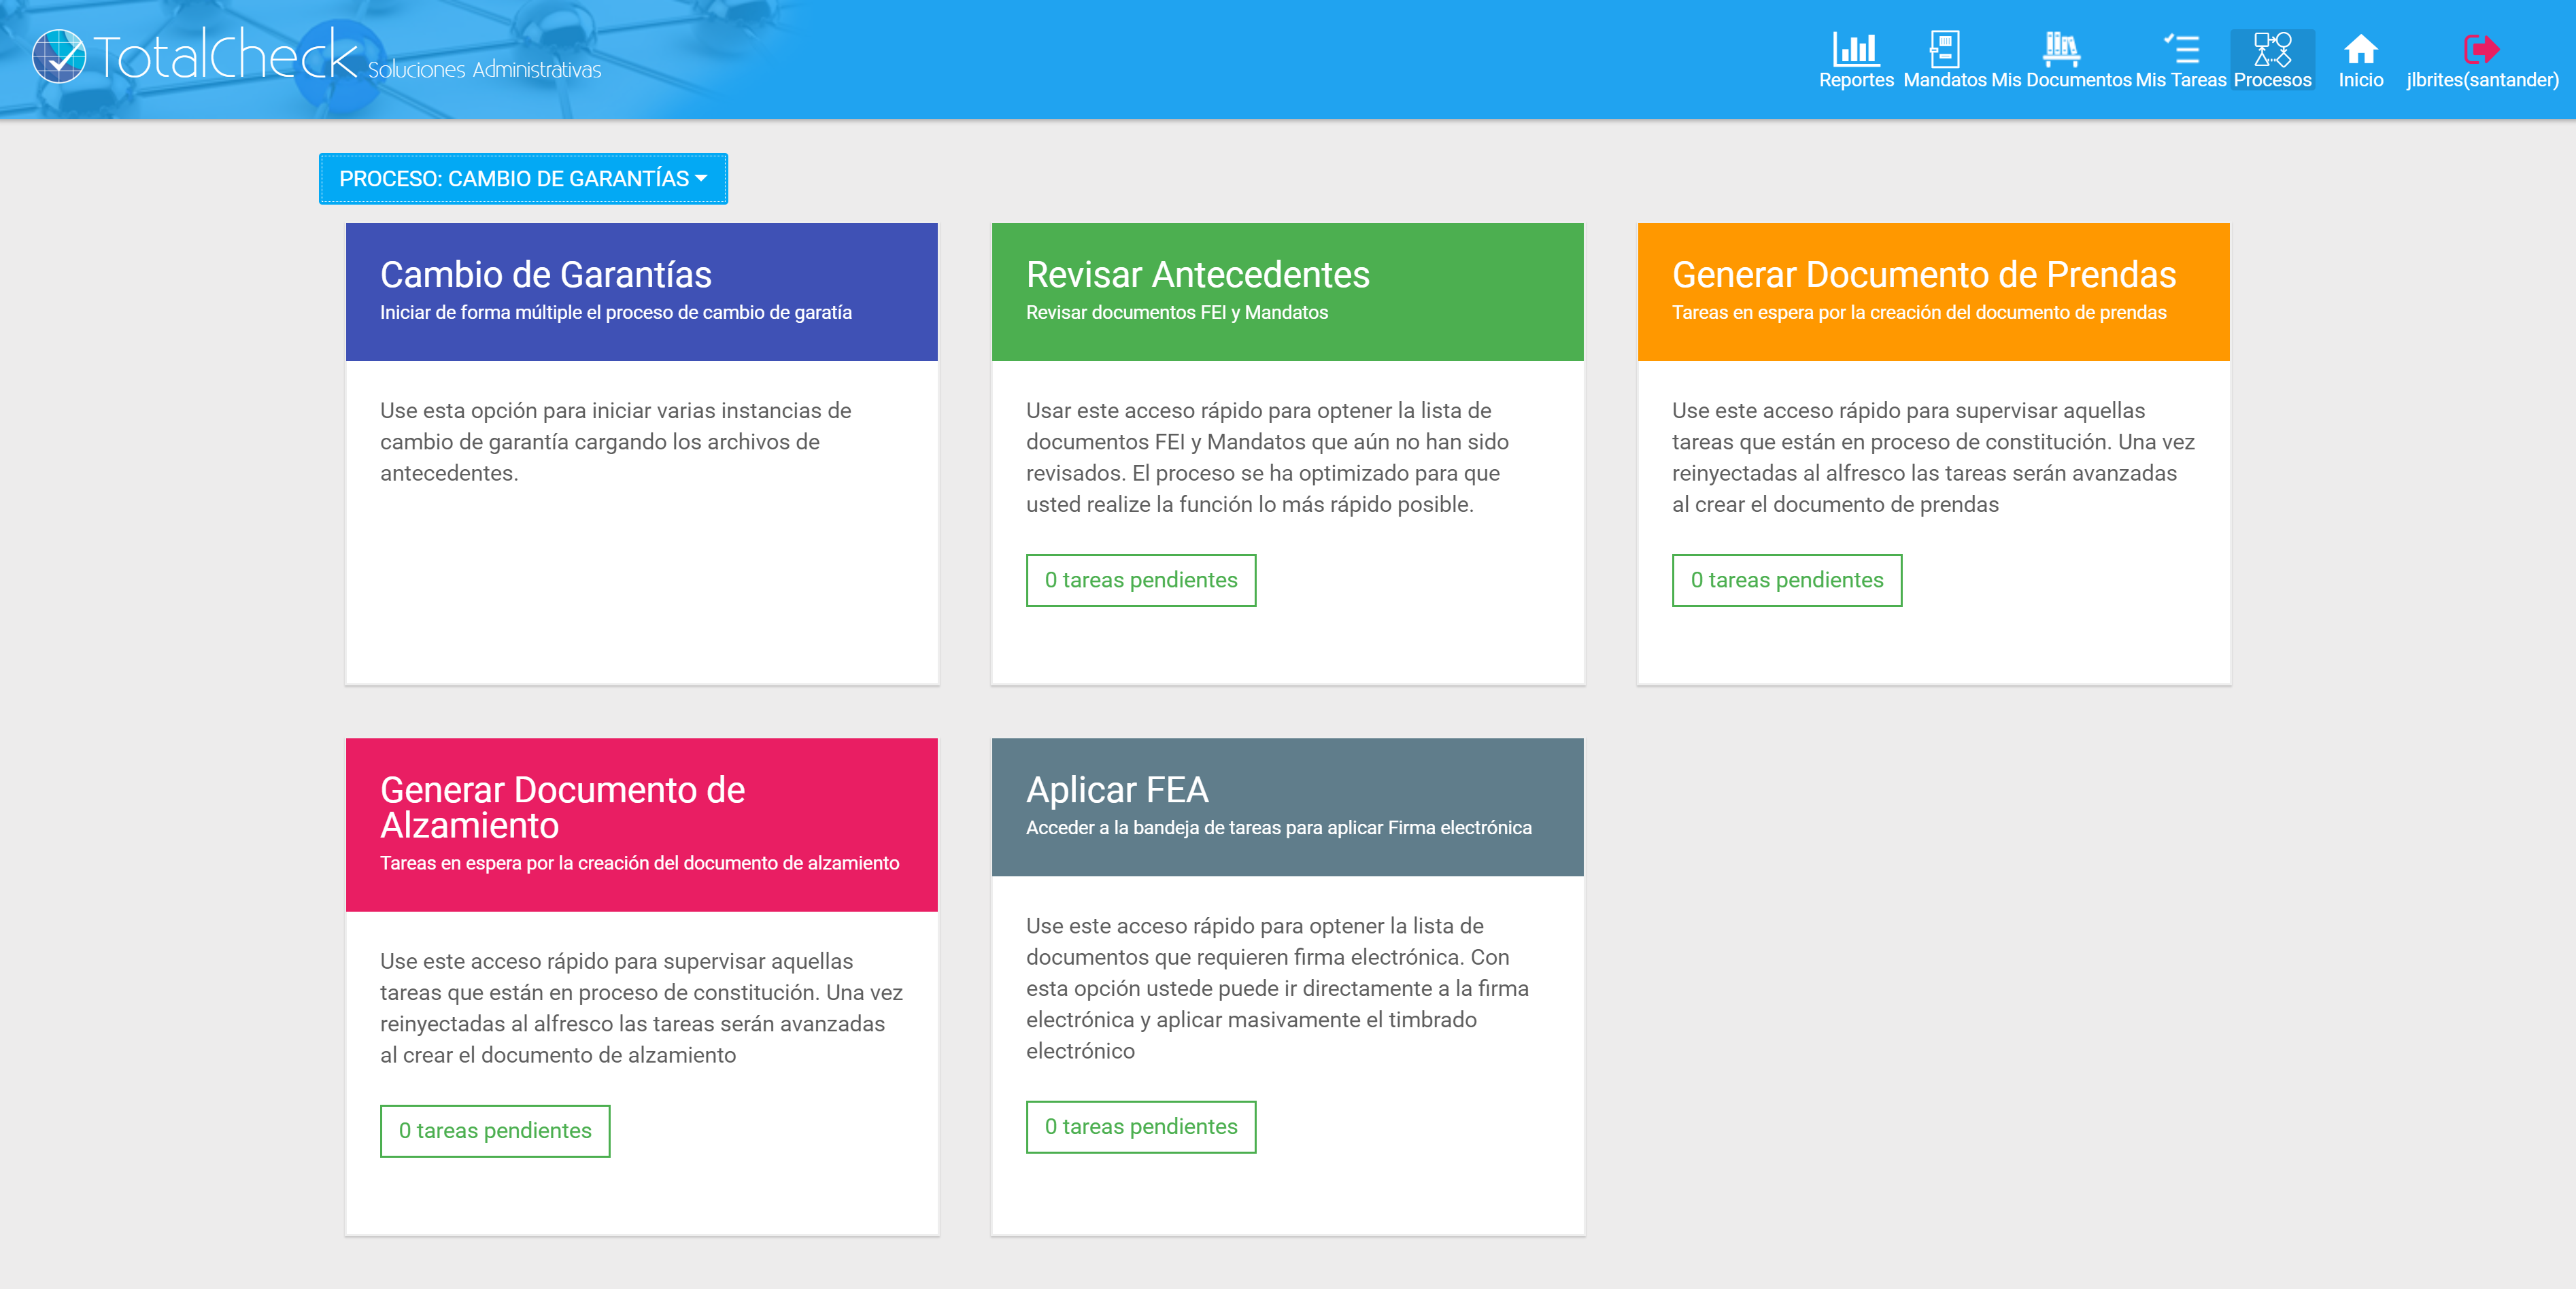 TotalCheck Soluciones Administrativas
Reportes Mandatos Mis Documentos Mis Tareas Procesos Inicio jlbrites(santander)
PROCESO: CAMBIO DE GARANTÍAS
Cambio de Garantías
Iniciar de forma múltiple el proceso de cambio de garatía
Use esta opción para iniciar varias instancias de
cambio de garantía cargando los archivos de
antecedentes.
Revisar Antecedentes
Revisar documentos FEI y Mandatos
Usar este acceso rápido para optener la lista de
documentos FEI y Mandatos que aún no han sido
revisados. El proceso se ha optimizado para que
usted realize la función lo más rápido posible.
0 tareas pendientes
Generar Documento de Prendas
Tareas en espera por la creación del documento de prendas
Use este acceso rápido para supervisar aquellas
tareas que están en proceso de constitución. Una vez
reinyectadas al alfresco las tareas serán avanzadas
al crear el documento de prendas
0 tareas pendientes
Generar Documento de
Alzamiento
Tareas en espera por la creación del documento de alzamiento
Use este acceso rápido para supervisar aquellas
tareas que están en proceso de constitución. Una vez
reinyectadas al alfresco las tareas serán avanzadas
al crear el documento de alzamiento
0 tareas pendientes
Aplicar FEA
Acceder a la bandeja de tareas para aplicar Firma electrónica
Use este acceso rápido para optener la lista de
documentos que requieren firma electrónica. Con
esta opción ustede puede ir directamente a la firma
electrónica y aplicar masivamente el timbrado
electrónico
0 tareas pendientes